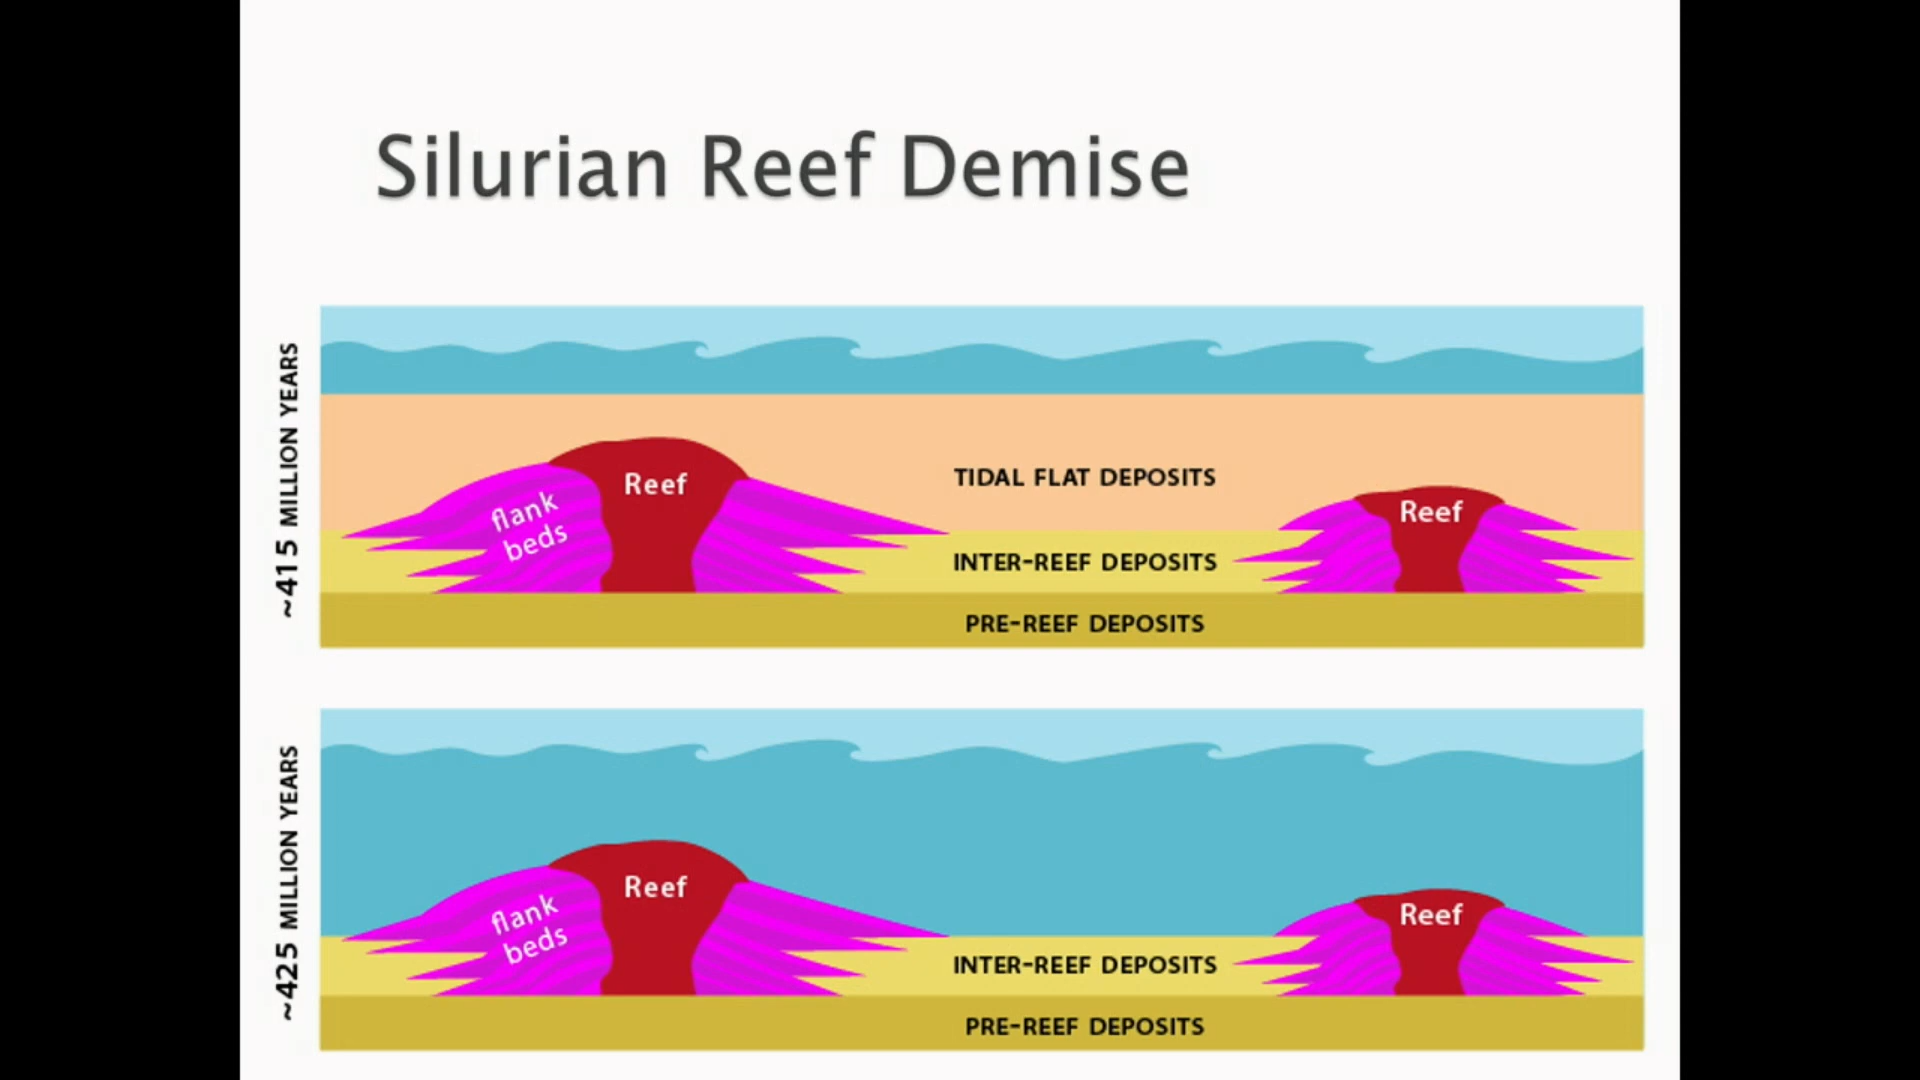 Silurian Reef Demise
~415 MILLION YEARS
Reef
flank
beds
TIDAL FLAT DEPOSITS
Reef
INTER-REEF DEPOSITS
PRE-REEF DEPOSITS
~425 MILLION YEARS
Reef
flank
beds
Reef
INTER-REEF DEPOSITS
PRE-REEF DEPOSITS